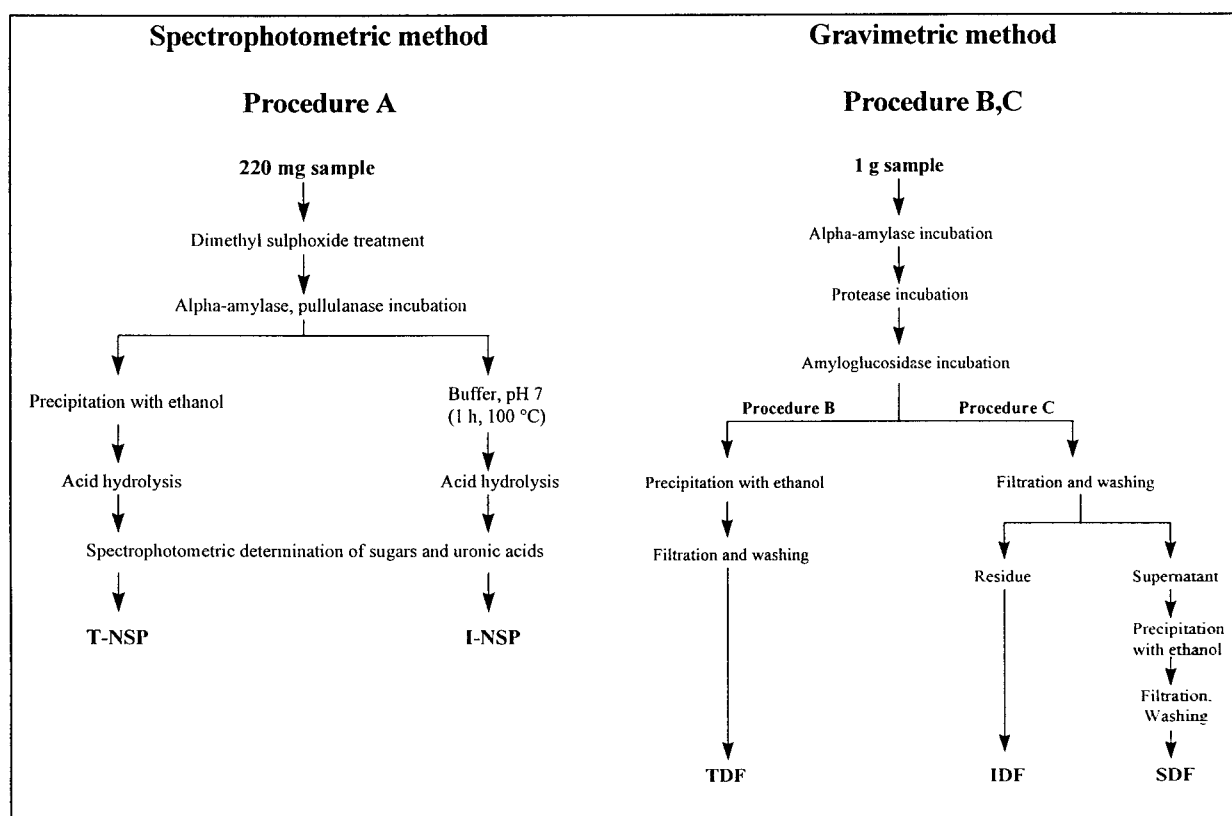 Spectrophotometric method
Procedure A
220 mg sample
Dimethyl sulphoxide treatment
Alpha-amylase, pullulanase incubation
Precipitation with ethanol
Buffer, pH 7
(1 h, 100 °C)
Acid hydrolysis
Acid hydrolysis
Spectrophotometric determination of sugars and uronic acids
T-NSP
I-NSP
Gravimetric method
Procedure B,C
1 g sample
Alpha-amylase incubation
Protease incubation
Amyloglucosidase incubation
Procedure B
Procedure C
Precipitation with ethanol
Filtration and washing
Filtration and washing
Residue
Supernatant
Precipitation
with ethanol
Filtration.
Washing
TDF
IDF
SDF